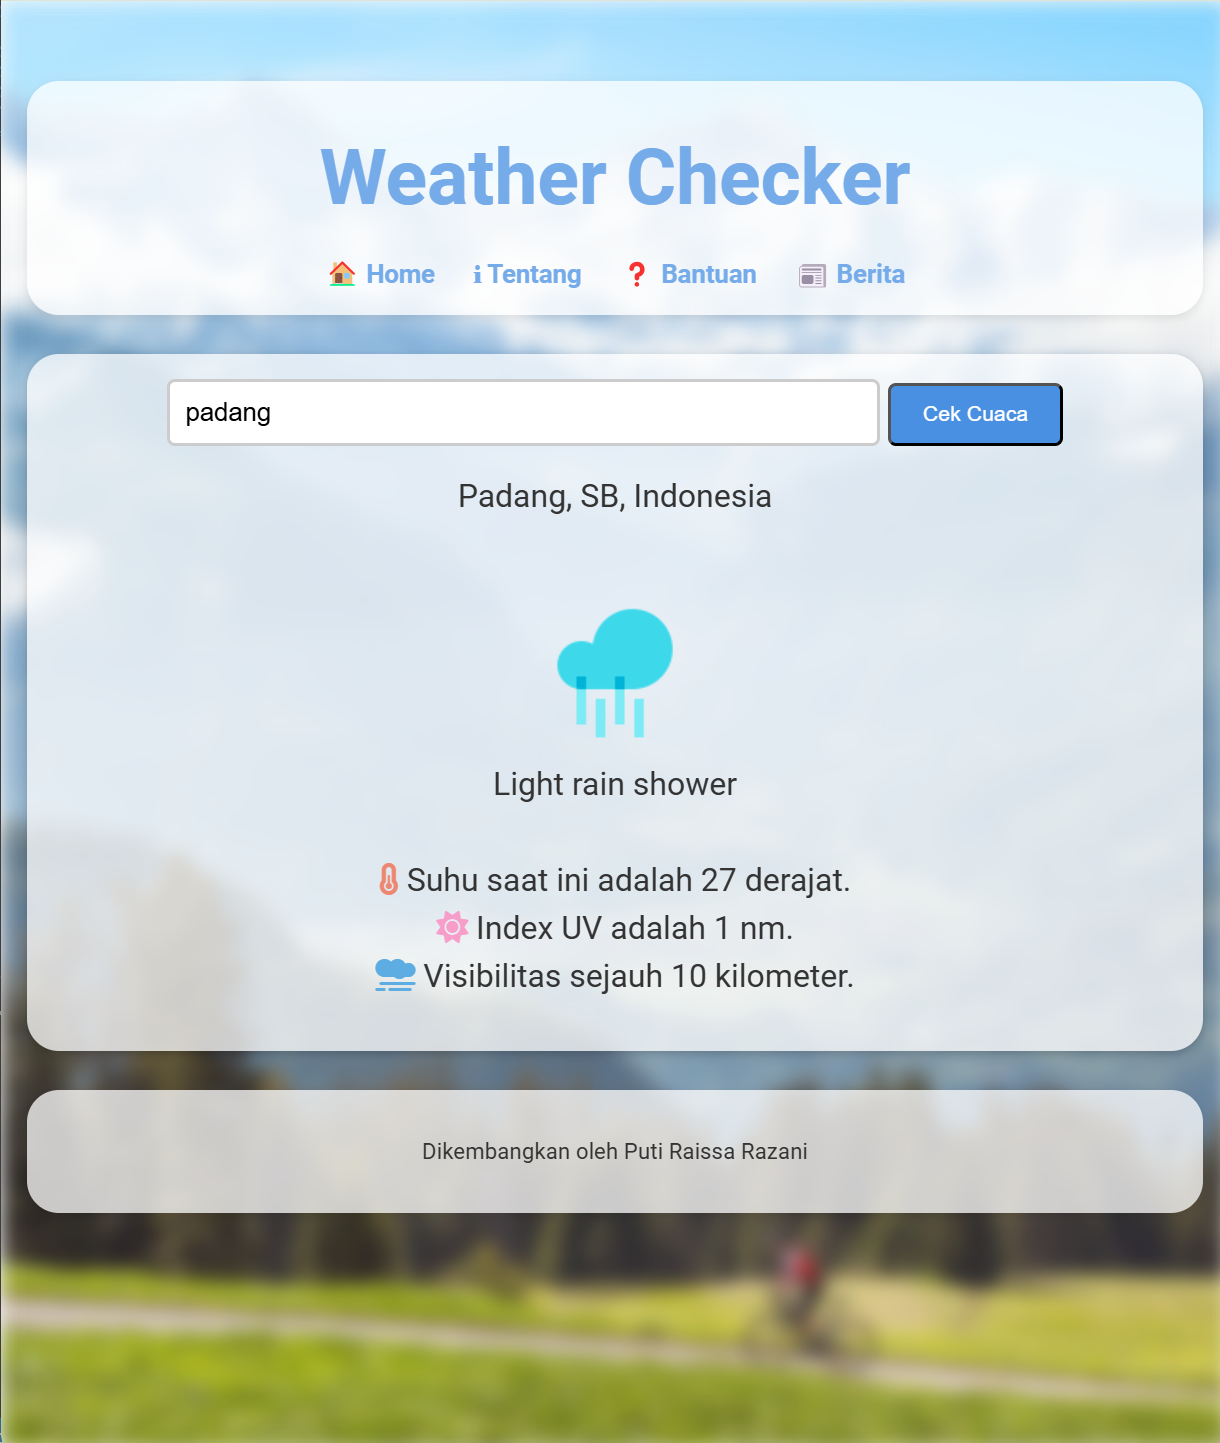 Weather Checker
🏠 Home ℹ Tentang ❓ Bantuan 📰 Berita
padang Cek Cuaca
Padang, SB, Indonesia
Light rain shower
Suhu saat ini adalah 27 derajat.
Index UV adalah 1 nm.
Visibilitas sejauh 10 kilometer.
Dikembangkan oleh Puti Raissa Razani